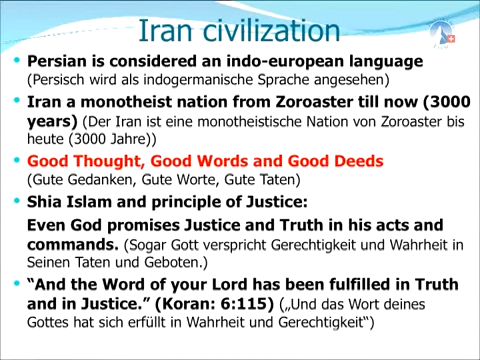 Iran civilization
• Persian is considered an indo-european language
(Persisch wird als indogermanische Sprache angesehen)
• Iran a monotheist nation from Zoroaster till now (3000
years) (Der Iran ist eine monotheistische Nation von Zoroaster bis
heute (3000 Jahre))
• Good Thought, Good Words and Good Deeds
(Gute Gedanken, Gute Worte, Gute Taten)
• Shia Islam and principle of Justice:
Even God promises Justice and Truth in his acts and
commands. (Sogar Gott verspricht Gerechtigkeit und Wahrheit in
Seinen Taten und Geboten.)
• “And the Word of your Lord has been fulfilled in Truth
and in Justice.” (Koran: 6:115) („Und das Wort deines
Gottes hat sich erfüllt in Wahrheit und Gerechtigkeit“)